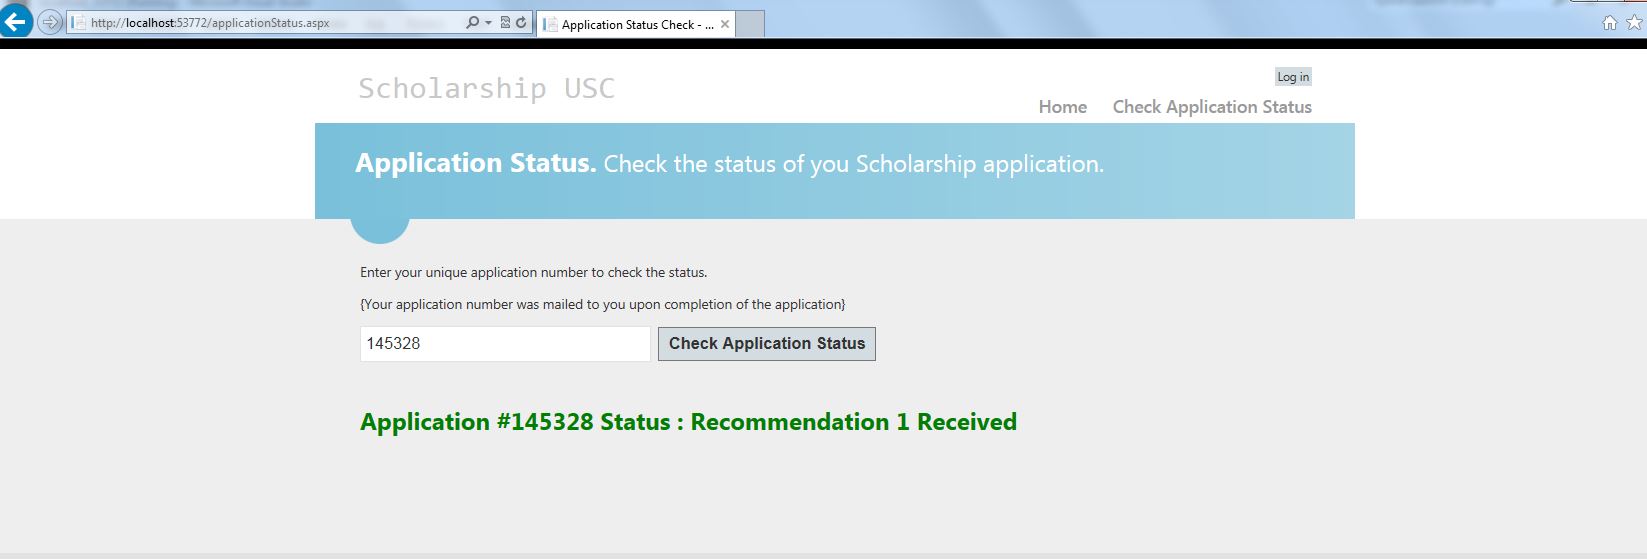 http://localhost:53772/applicationStatus.aspx
Application Status Check - ...
Scholarship USC
Log in
Home
Check Application Status
Application Status. Check the status of you Scholarship application.
Enter your unique application number to check the status.
{Your application number was mailed to you upon completion of the application}
145328
Check Application Status
Application #145328 Status : Recommendation 1 Received